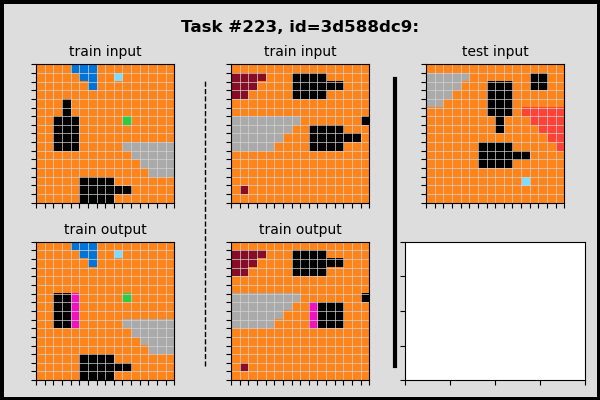 Task #223, id=3d588dc9:
train input
train input
test input
train output
train output